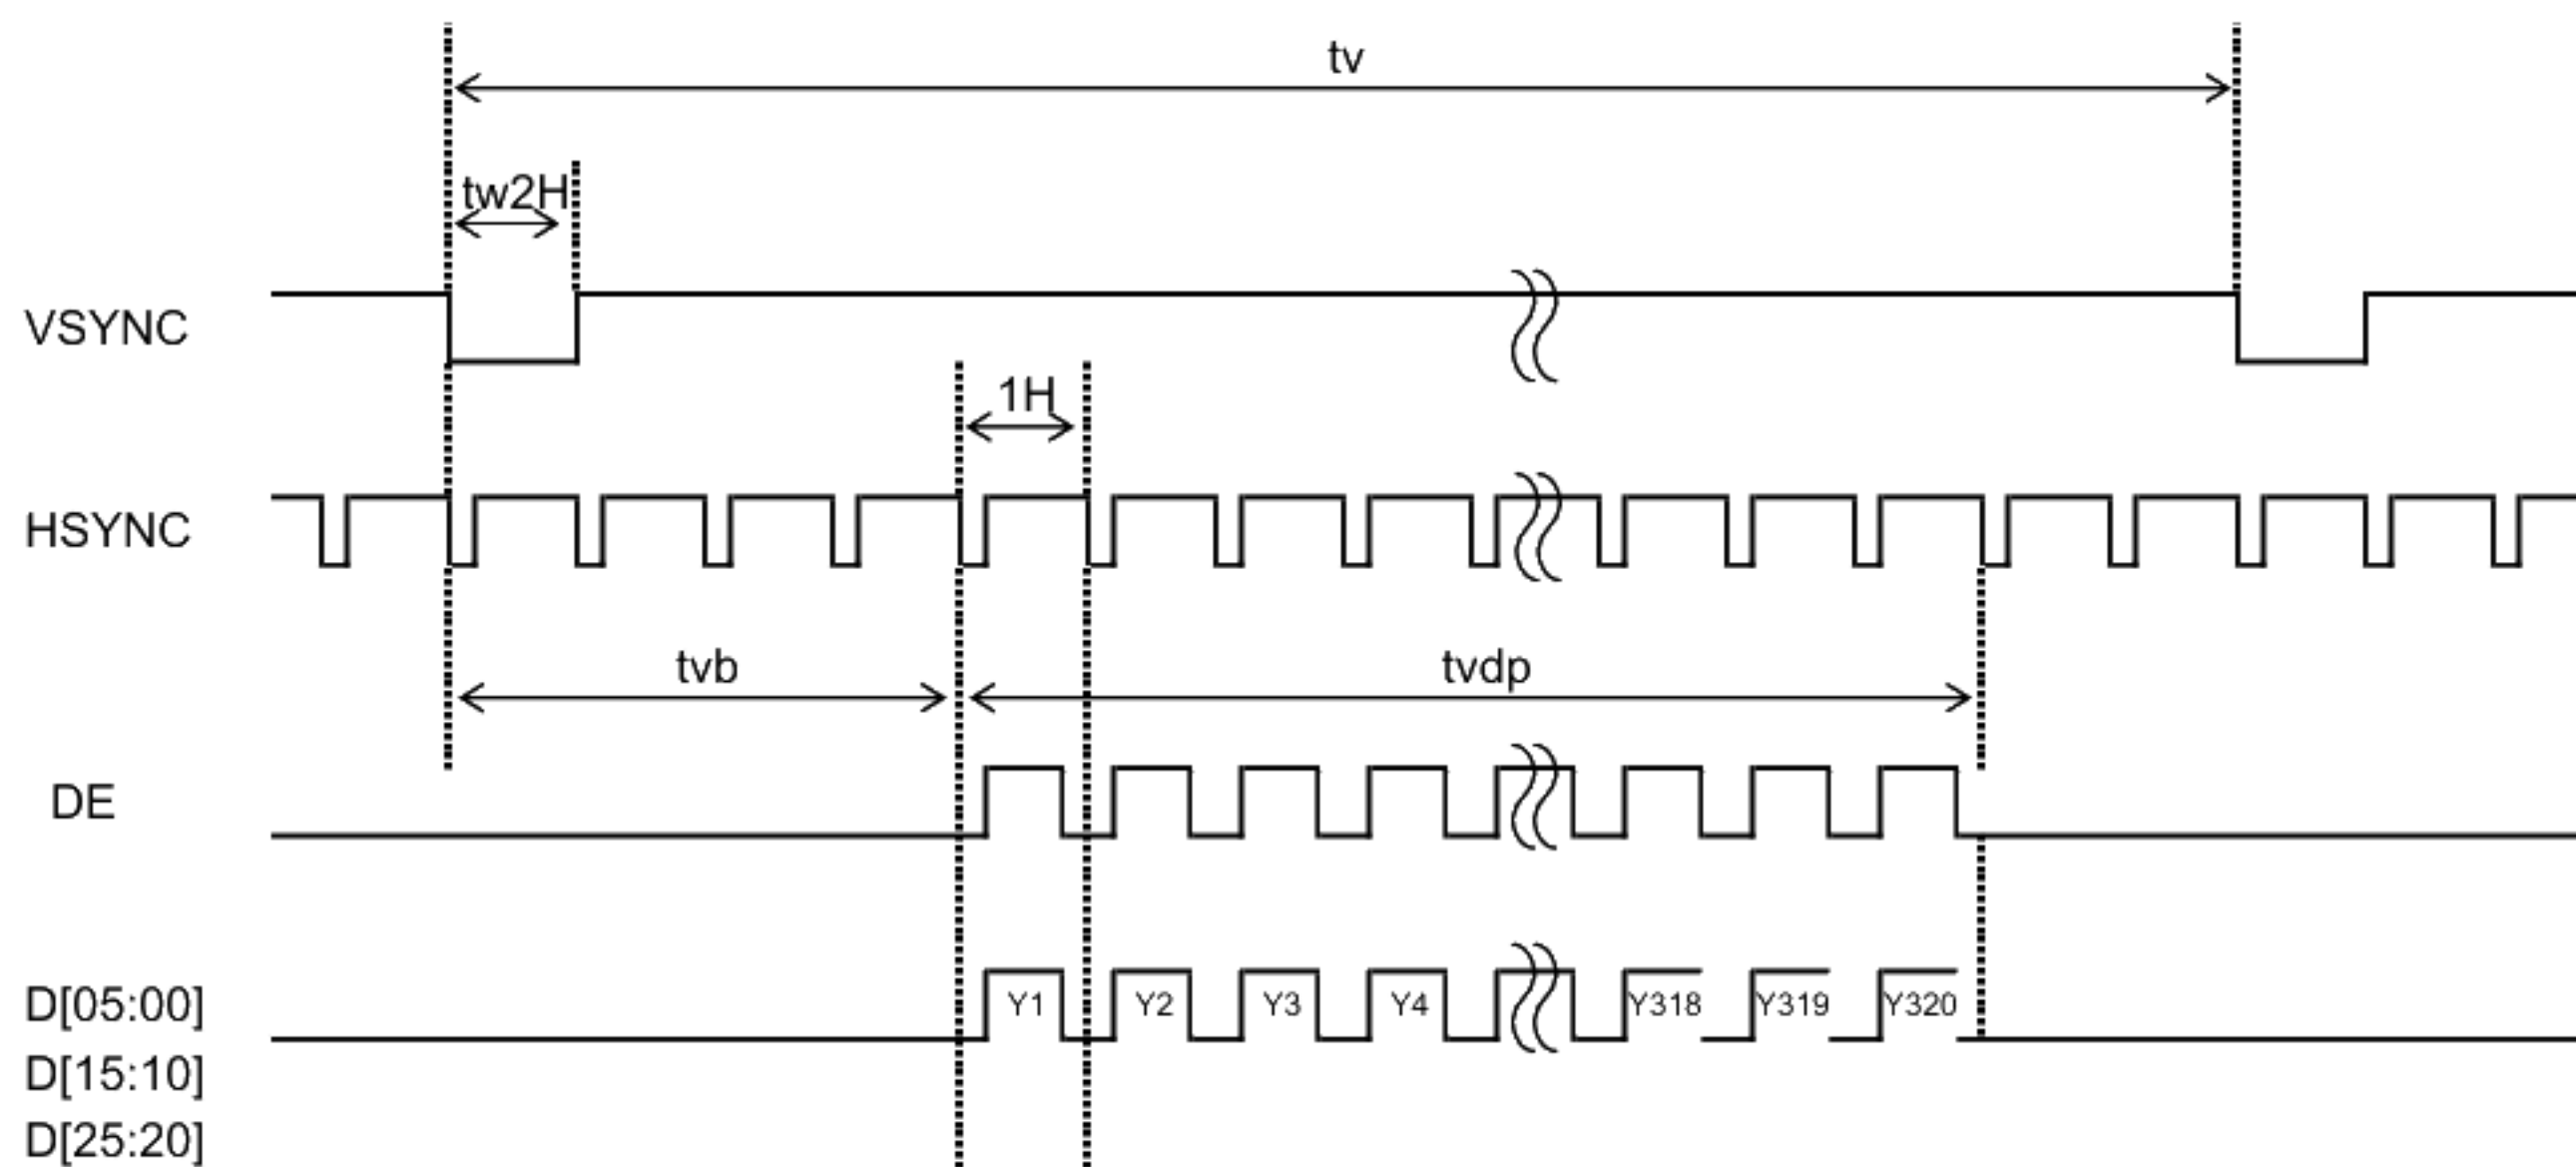 tv
tw2H
VSYNC
1H
HSYNC
tvb tvdp
DE
D[05:00] Y1 Y2 Y3 Y4 Y318 Y319 Y320
D[15:10]
D[25:20]